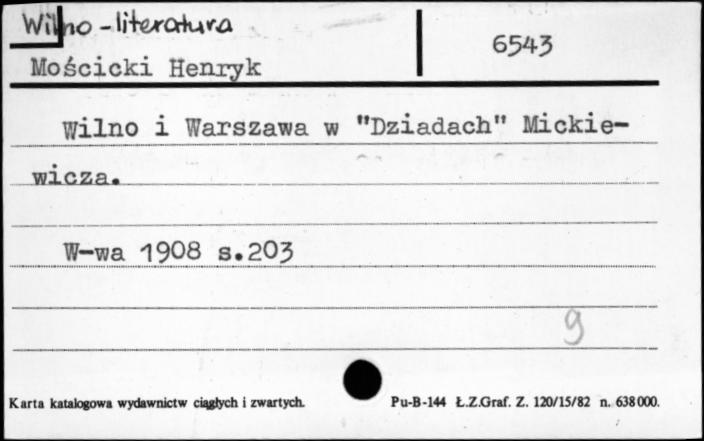 Wilno - literatura
Mościcki Henryk
6543
Wilno i Warszawa w "Dziadach" Mickie-
wicza.
W-wa 1908 s.203
9
Karta katalogowa wydawnictw ciągłych i zwartych.
Pu-B-144 Ł.Z.Graf. Z. 120/15/82 n. 638000.